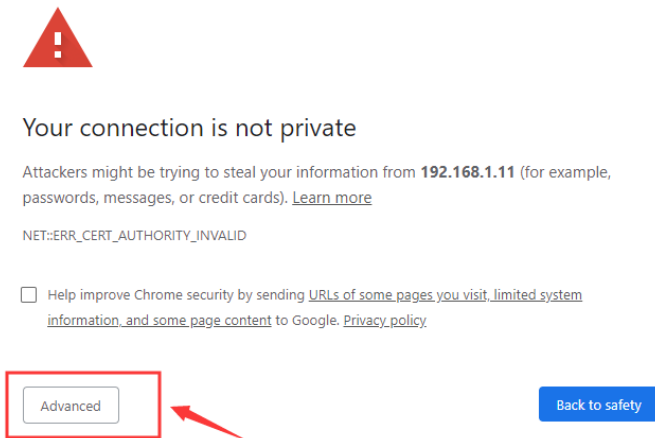 Your connection is not private
Attackers might be trying to steal your information from 192.168.1.11 (for example,
passwords, messages, or credit cards). Learn more
NET::ERR_CERT_AUTHORITY_INVALID
Help improve Chrome security by sending URLs of some pages you visit, limited system
information, and some page content to Google. Privacy policy
Advanced
Back to safety